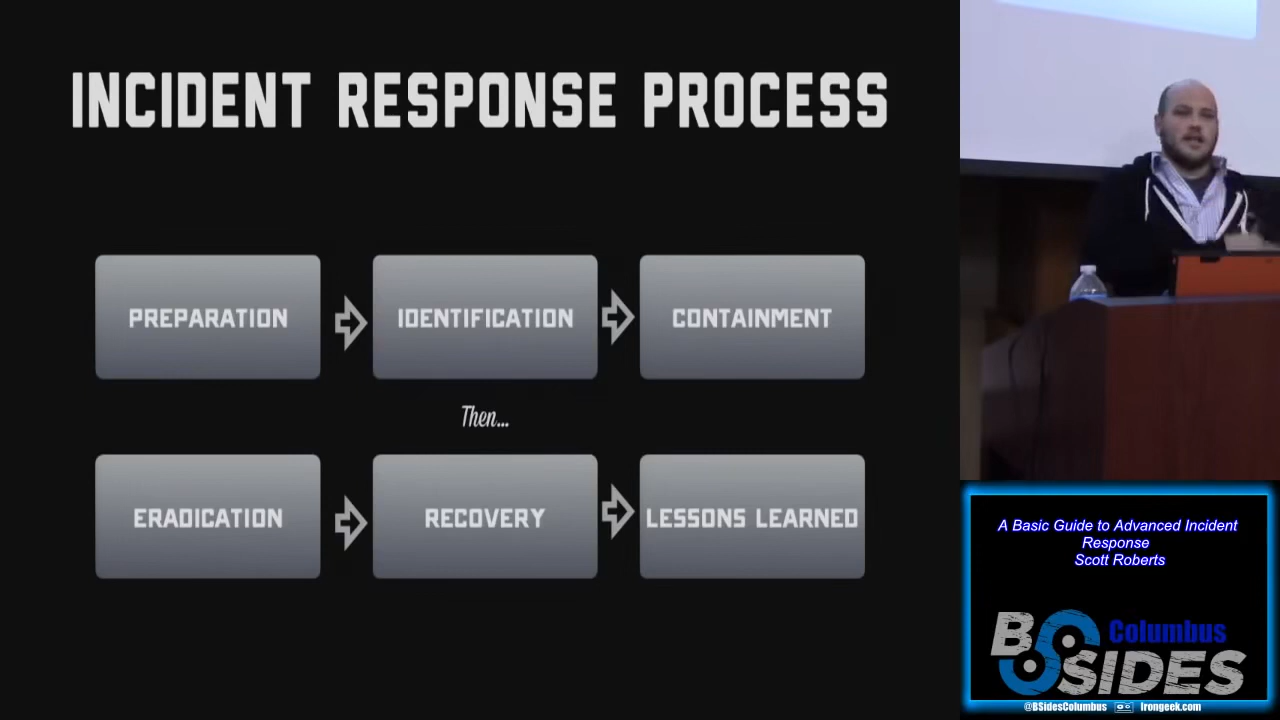 INCIDENT RESPONSE PROCESS
PREPARATION
IDENTIFICATION
CONTAINMENT
Then...
ERADICATION
RECOVERY
LESSONS LEARNED
A Basic Guide to Advanced Incident
Response
Scott Roberts
BSIDES
Columbus
@BSidesColumbus
Irongeek.com